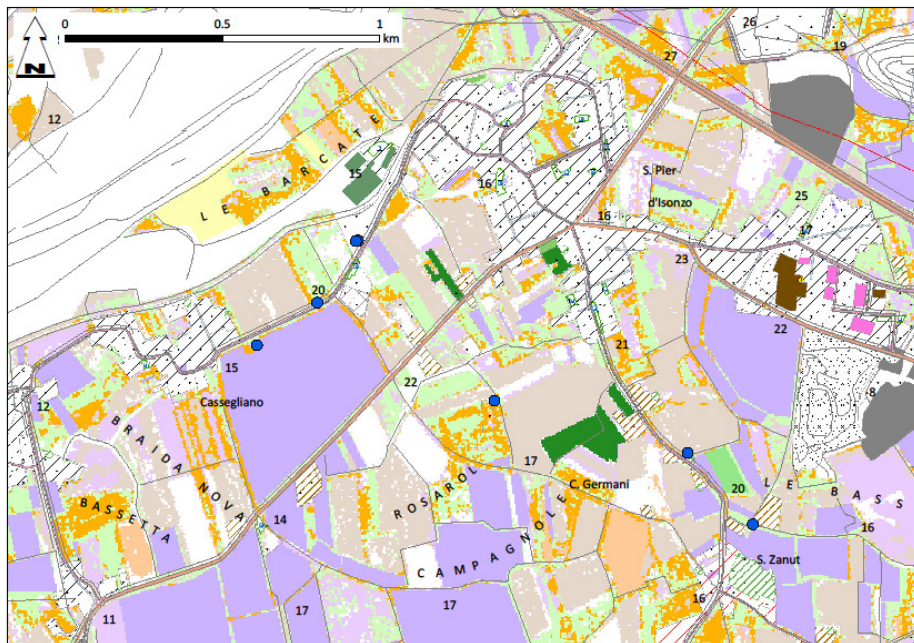 0 0.5 1
km
N
26
19
27
12
LE BARCATE
15
16
S. Pier
d'Isonzo
25
16
17
23
20
22
15
21
22
8
12
Cassegliano
BRAIDA NOVA
BASSETTA
ROSAROL
17
C. Germani
CAMPAGNOLE
20
LE BASS
14
16
S. Zanut
11
17
17
16